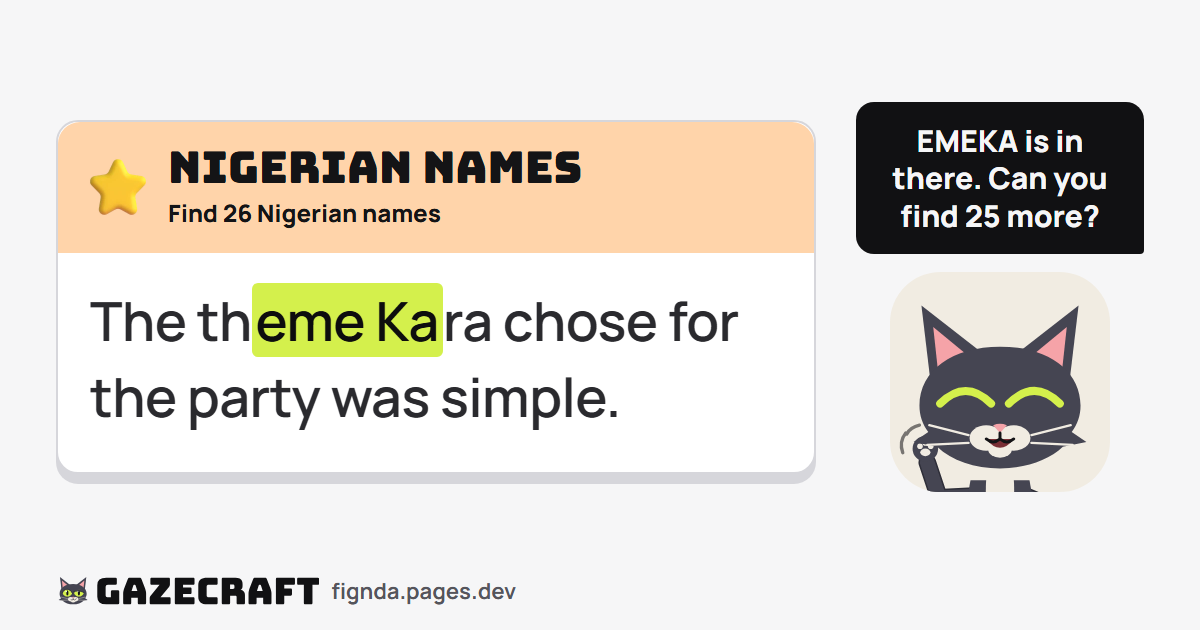 NIGERIAN NAMES
Find 26 Nigerian names
The theme Kara chose for
the party was simple.
EMEKA is in
there. Can you
find 25 more?
GAZECRAFT fignda.pages.dev